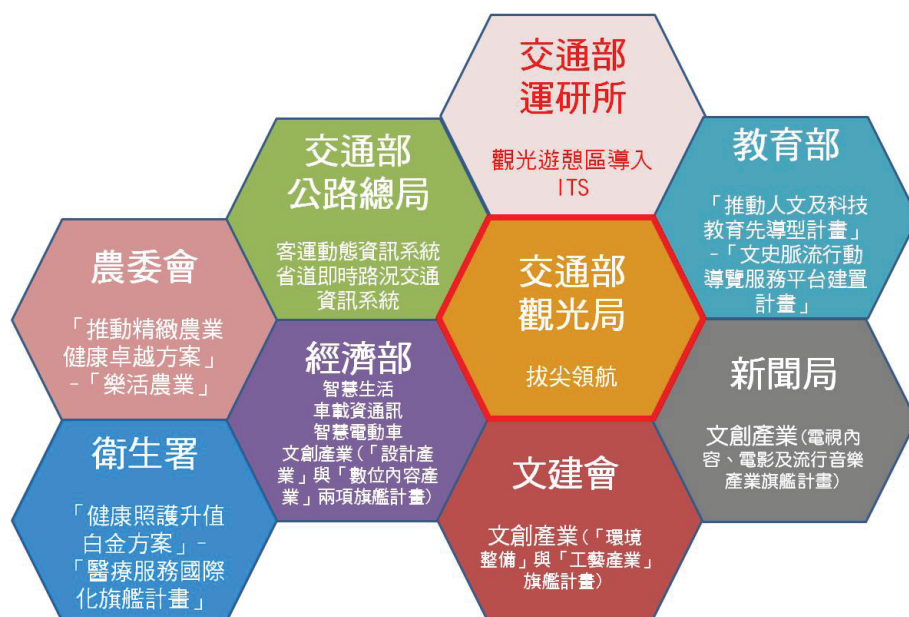 交通部
運研所
觀光遊憩區導入
ITS
交通部
公路總局
客運動態資訊系統
省道即時路況交通
資訊系統
教育部
「推動人文及科技
教育先導型計畫」
-「文史脈流行動
導覽服務平台建置
計畫」
農委會
「推動精緻農業
健康卓越方案」
-「樂活農業」
交通部
觀光局
拔尖領航
經濟部
智慧生活
車載資通訊
智慧電動車
文創產業(「設計產
業」與「數位內容產
業」兩項旗艦計畫)
新聞局
文創產業(電視內
容、電影及流行音樂
產業旗艦計畫)
衛生署
「健康照護升值
白金方案」-
「醫療服務國際
化旗艦計畫」
文建會
文創產業(「環境
整備」與「工藝產業」
旗艦計畫)